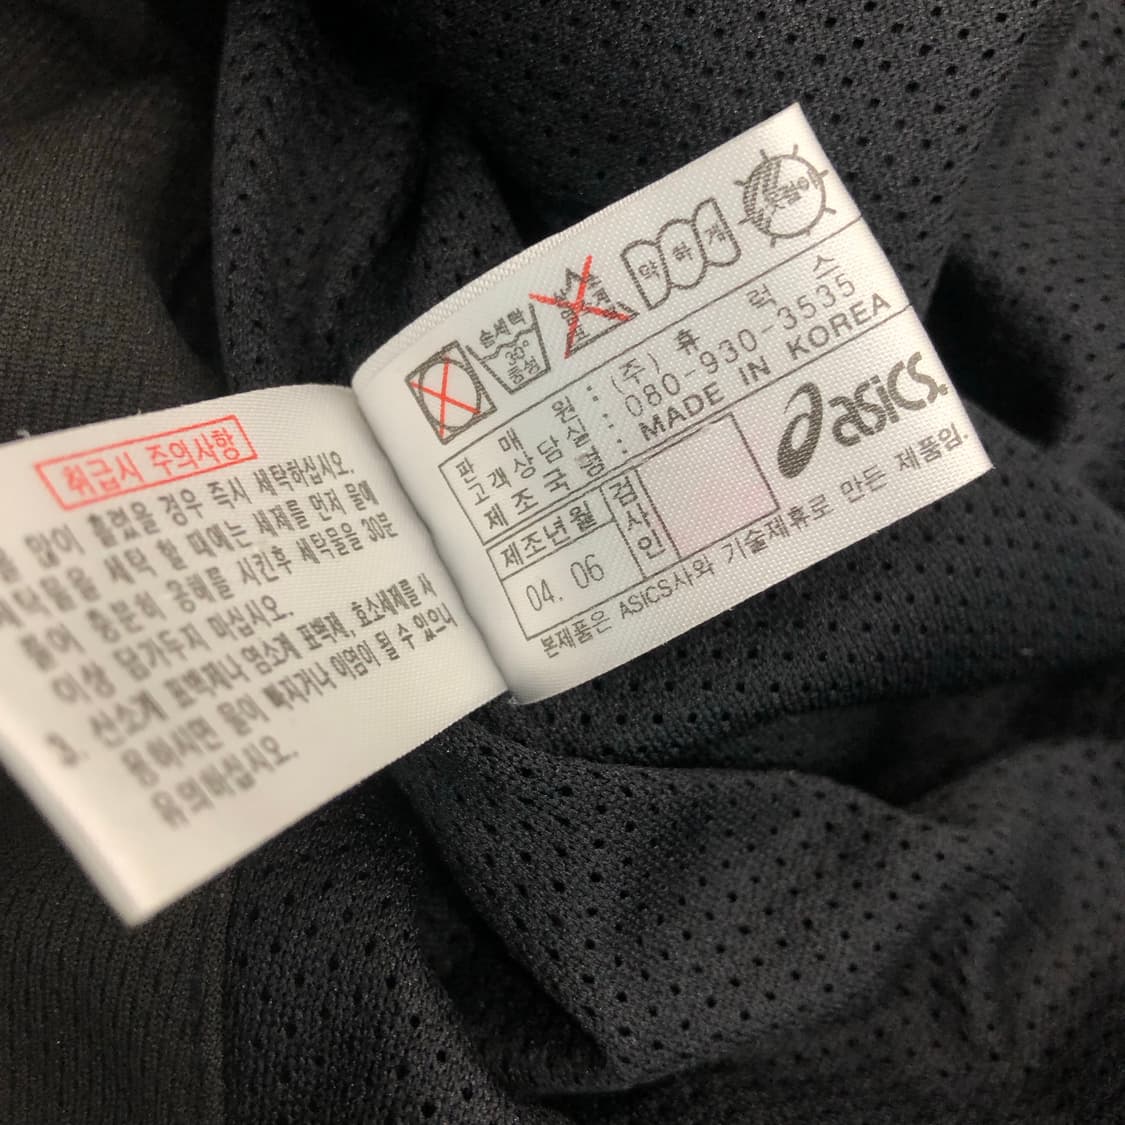 취급시 주의사항
많이 흘렸을 경우 즉시 세탁하십시오.
세탁물을 세탁 할 때에는 세제를 먼저 물에
풀어 충분히 용해를 시킨후 세탁물을 30분
이상 담가두지 마십시오.
3. 산소계 표백제나 염소계 표백제, 효소세제를 사
용하시면 물이 빠지거나 이염이 될 수 있으니
유의하십시오.
손세탁
30°
중성
약하게
판 매 원 : (주) 휴 럭 스
고객상담실 : 080-930-3535
제 조 국 : MADE IN KOREA
제조년월
04. 06
검사인
asics.
본제품은 ASICS사와 기술제휴로 만든 제품임.